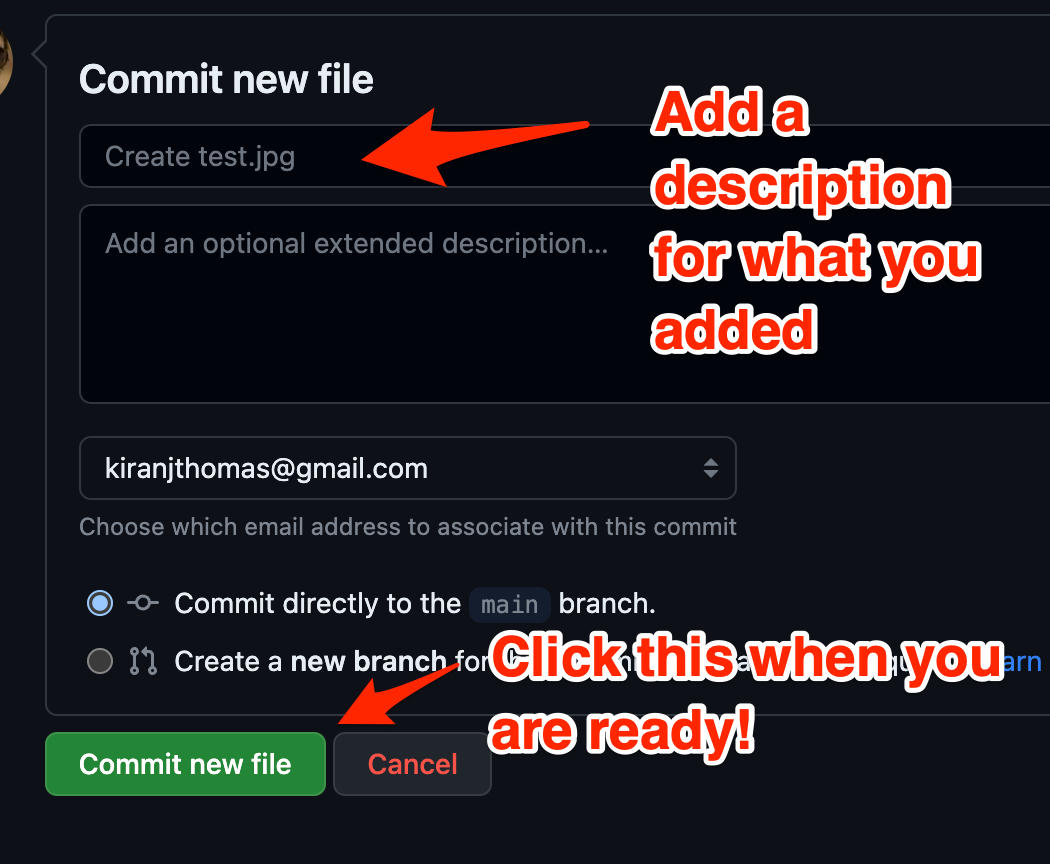 Commit new file
Create test.jpg
Add a
description
for what you
added
Add an optional extended description...
kiranjthomas@gmail.com
Choose which email address to associate with this commit
Commit directly to the main branch.
Create a new branch for
Click this when you
are ready!
Commit new file
Cancel